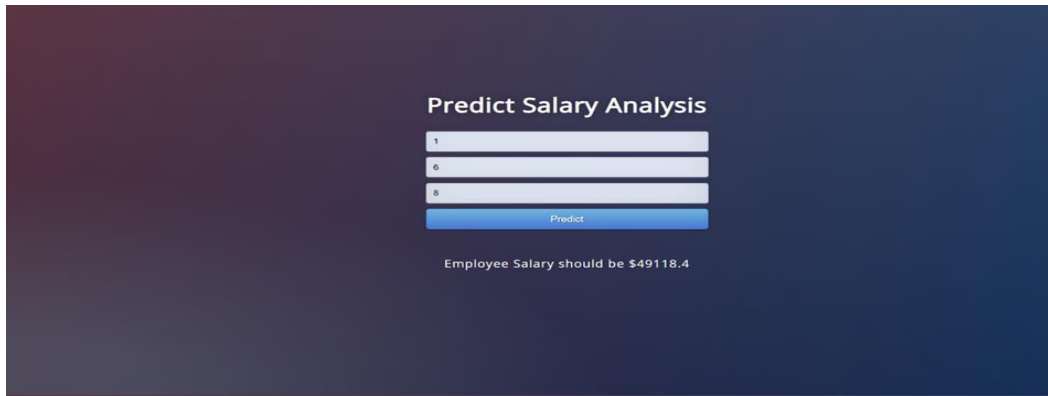 Predict Salary Analysis
1
6
8
Predict
Employee Salary should be $49118.4